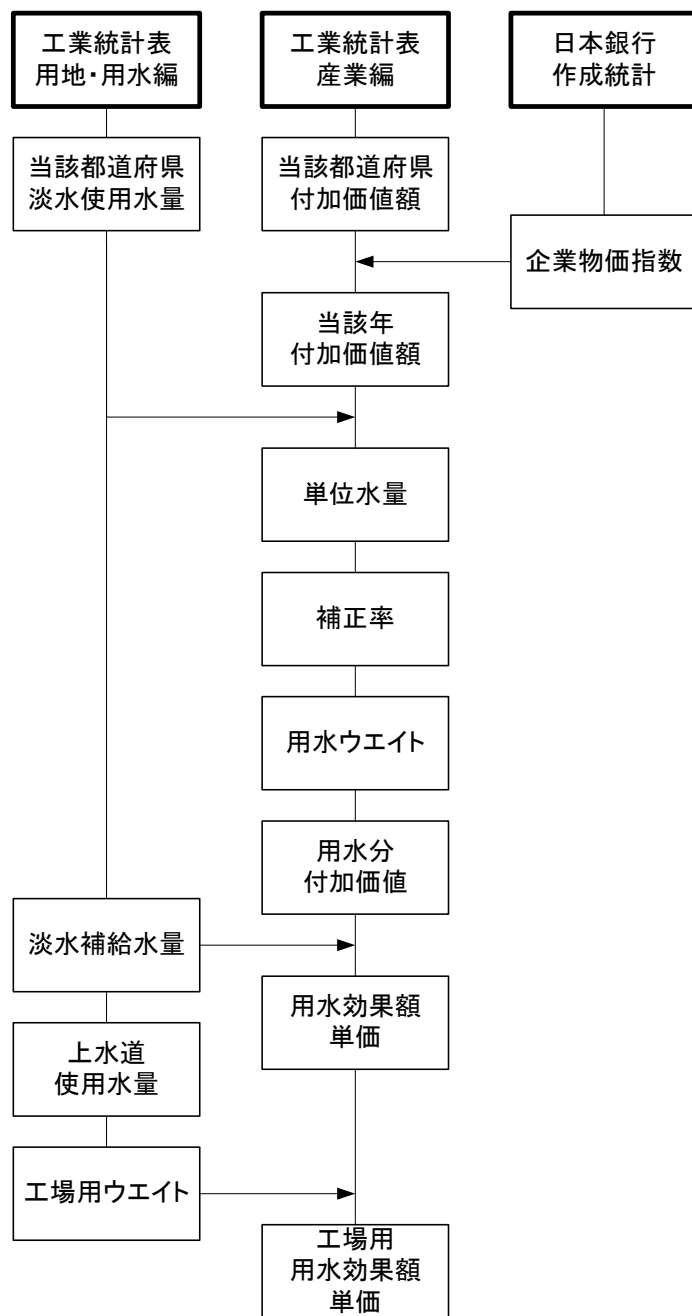 工業統計表
用地・用水編
工業統計表
産業編
日本銀行
作成統計
当該都道府県
淡水使用水量
当該都道府県
付加価値額
企業物価指数
当該年
付加価値額
単位水量
補正率
用水ウエイト
用水分
付加価値
淡水補給水量
用水効果額
単価
上水道
使用水量
工場用ウエイト
工場用
用水効果額
単価